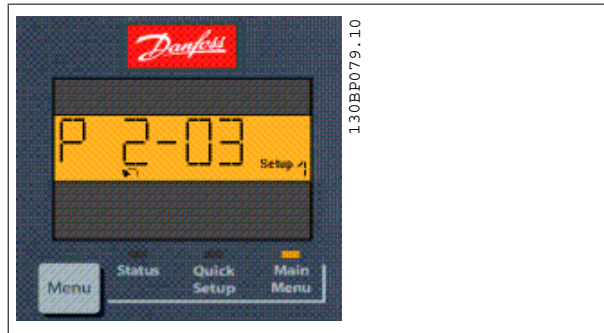 Danfoss
130BP079.10
P 2-03
Setup 1
Status
Quick
Setup
Main
Menu
Menu